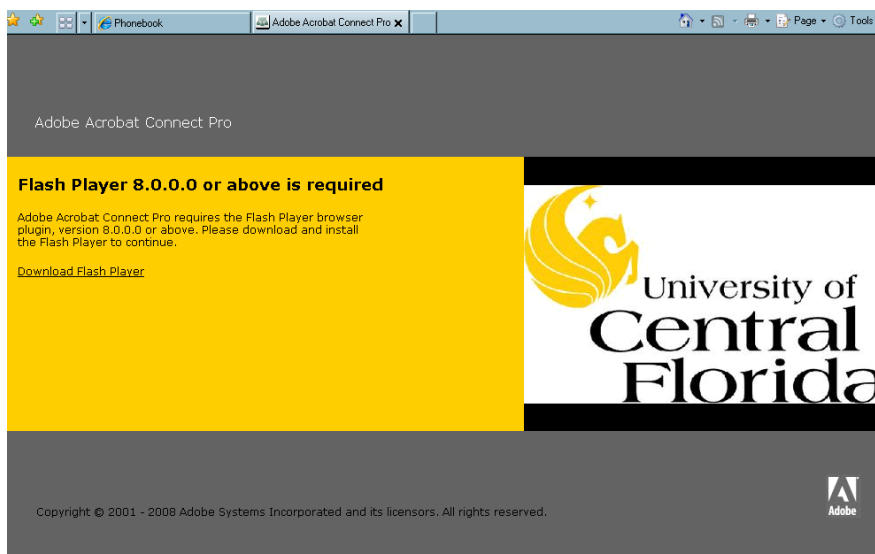 Phonebook
Adobe Acrobat Connect Pro
Page
Tools
Adobe Acrobat Connect Pro
Flash Player 8.0.0.0 or above is required
Adobe Acrobat Connect Pro requires the Flash Player browser
plugin, version 8.0.0.0 or above. Please download and install
the Flash Player to continue.
Download Flash Player
University of
Central
Florida
Copyright © 2001 - 2008 Adobe Systems Incorporated and its licensors. All rights reserved.
Adobe